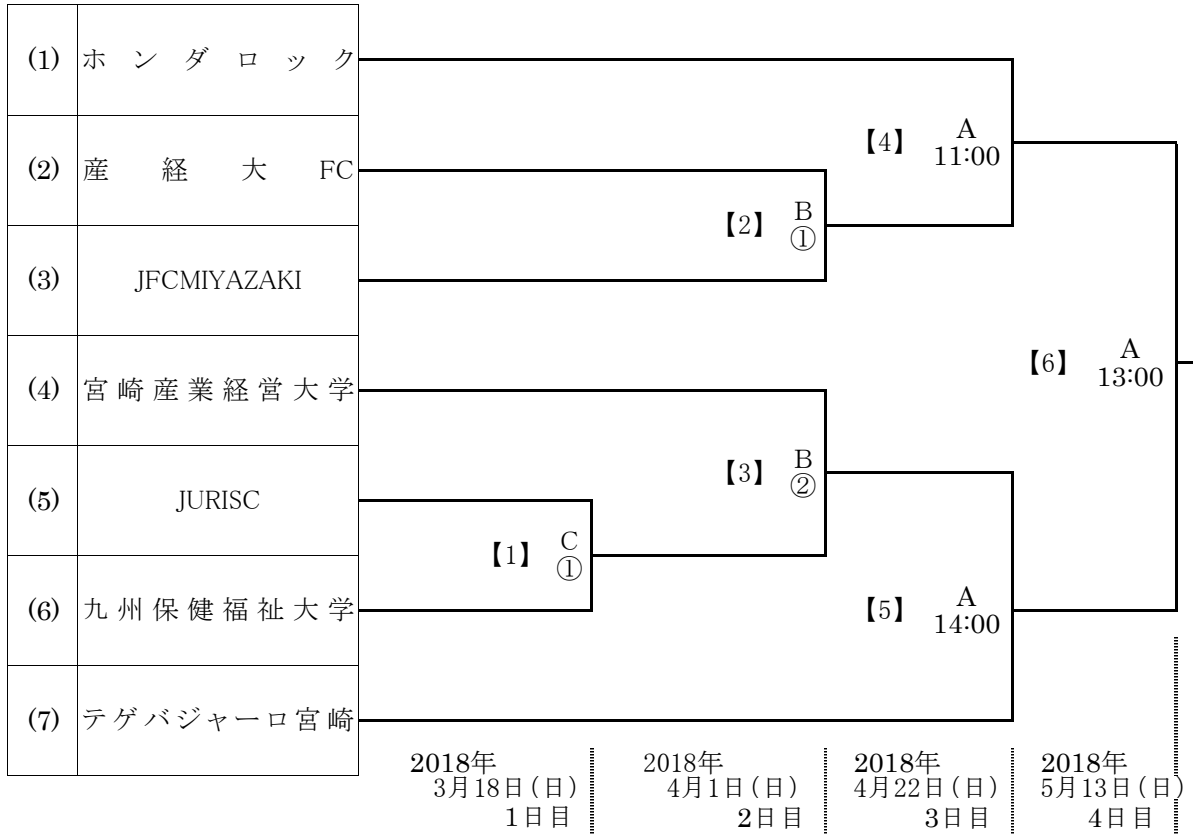 (1) ホンダロック
(2) 産経大FC
(3) JFCMIYAZAKI
(4) 宮崎産業経営大学
(5) JURISC
(6) 九州保健福祉大学
(7) テゲバジャーロ宮崎
【1】 C
①
【2】 B
①
【3】 B
②
【4】 A
11:00
【5】 A
14:00
【6】 A
13:00
2018年
3月18日(日)
1日目
2018年
4月1日(日)
2日目
2018年
4月22日(日)
3日目
2018年
5月13日(日)
4日目